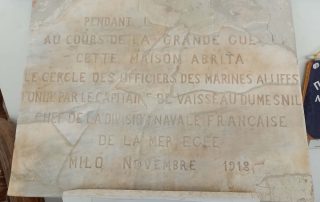 PENDANT
AU COURS DE LA GRANDE GUE
CETTE MAISON ABRITA
LE CERCLE DES OFFICIERS DES MARINES ALLIEES
FONDE PAR LE CAPITAINE DE VAISSEAU DUMESNIL
CHEF DE LA DIVISION NAVALE FRANÇAISE
DE LA MER EGEE
MILO NOVEMBRE 1918